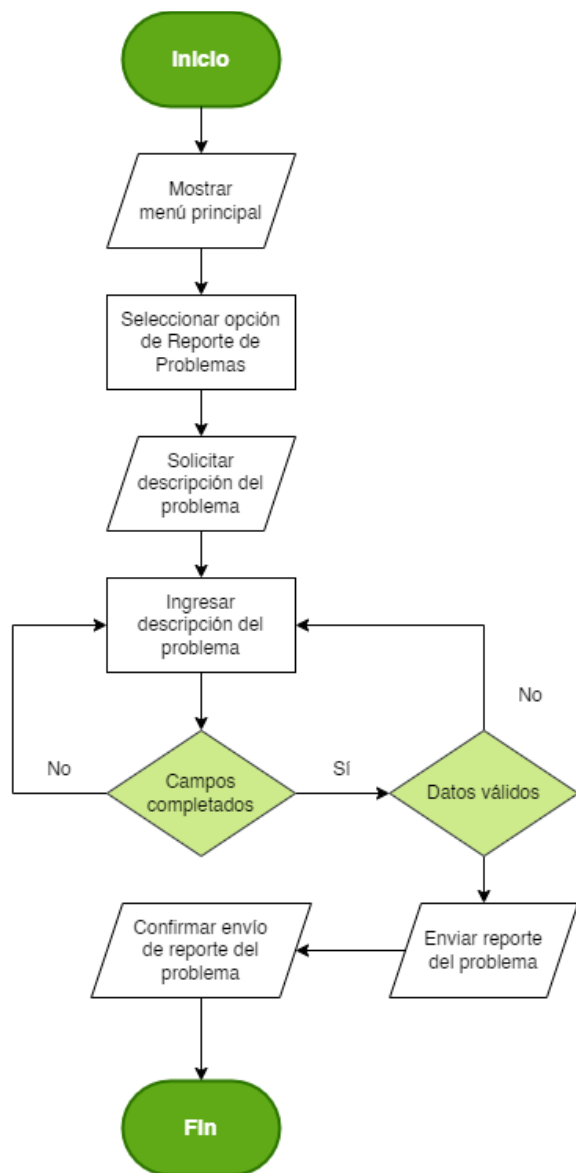 Inicio
Mostrar
menú principal
Seleccionar opción
de Reporte de
Problemas
Solicitar
descripción del
problema
Ingresar
descripción del
problema
No
No
Campos
completados
Sí
Datos válidos
Confirmar envío
de reporte del
problema
Enviar reporte
del problema
Fin